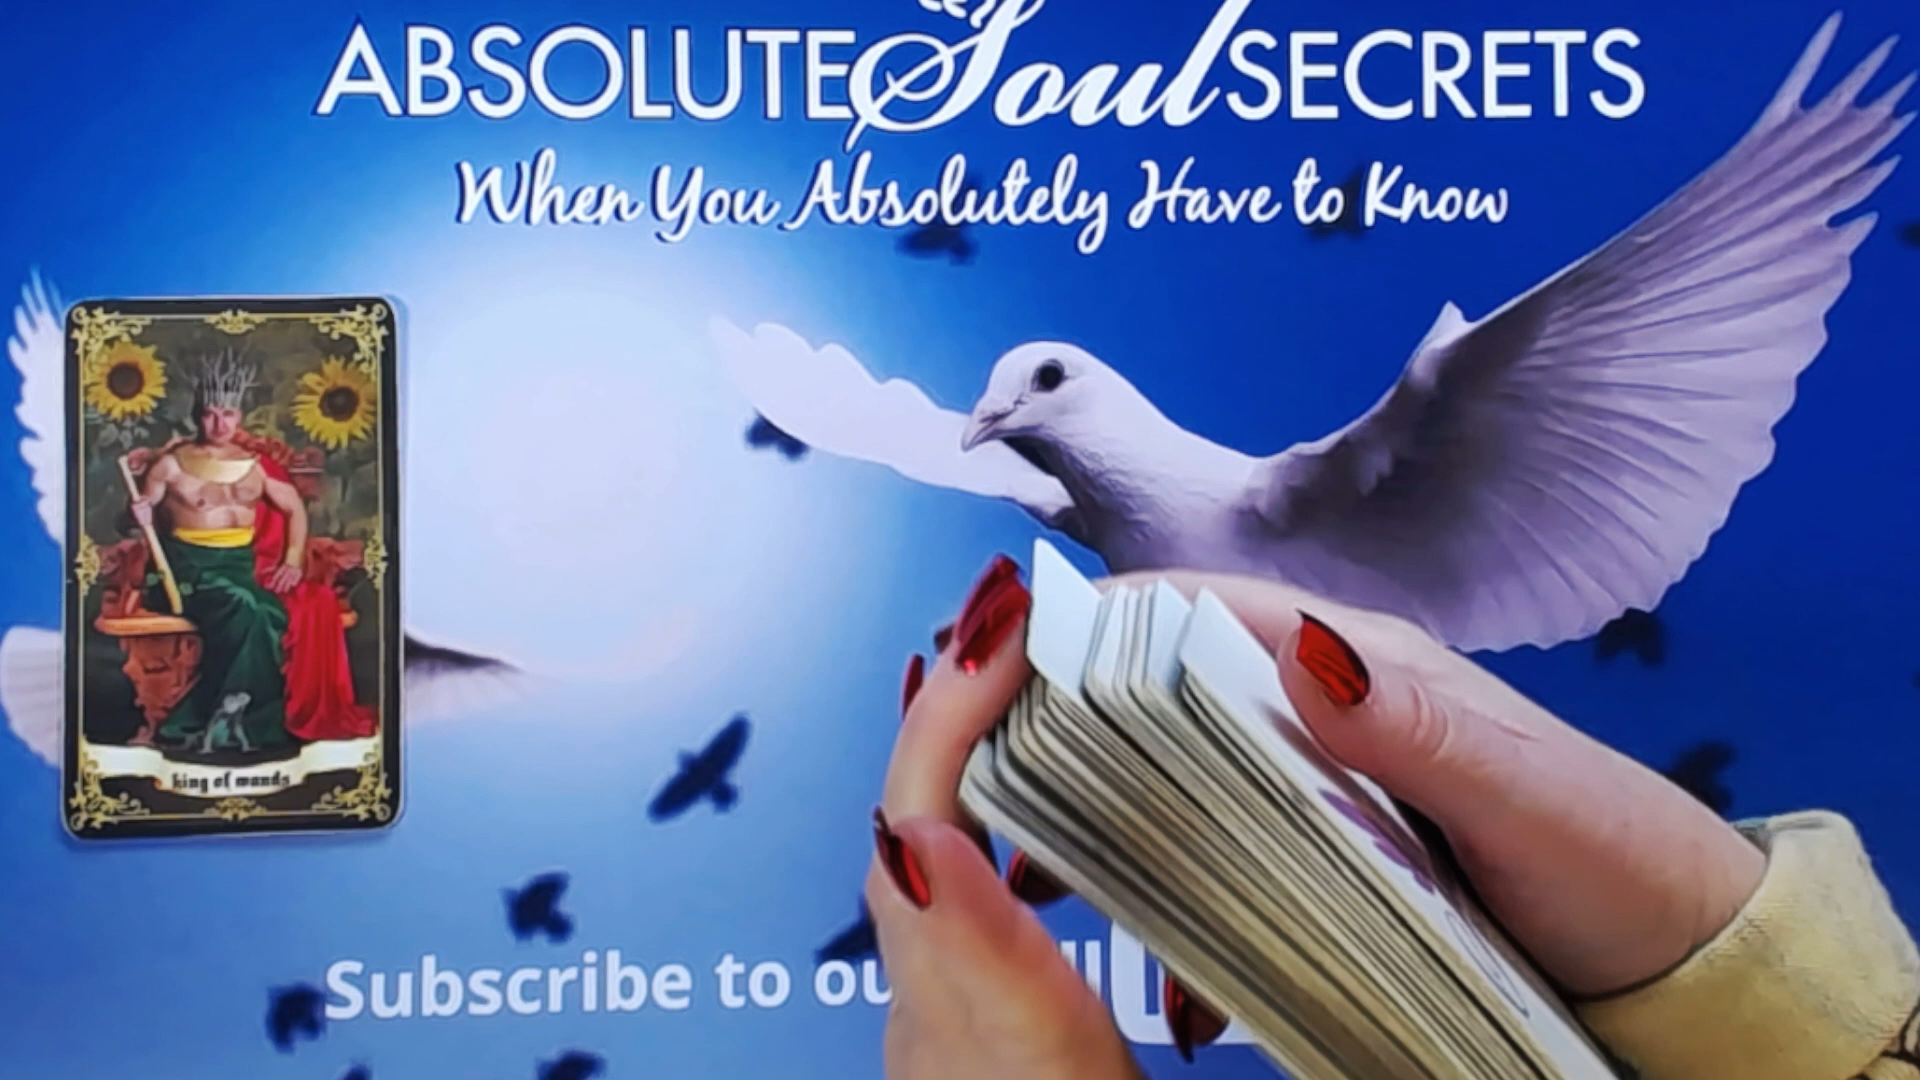 ABSOLUTE Soul SECRETS
When You Absolutely Have to Know
king of wands
Subscribe to ou